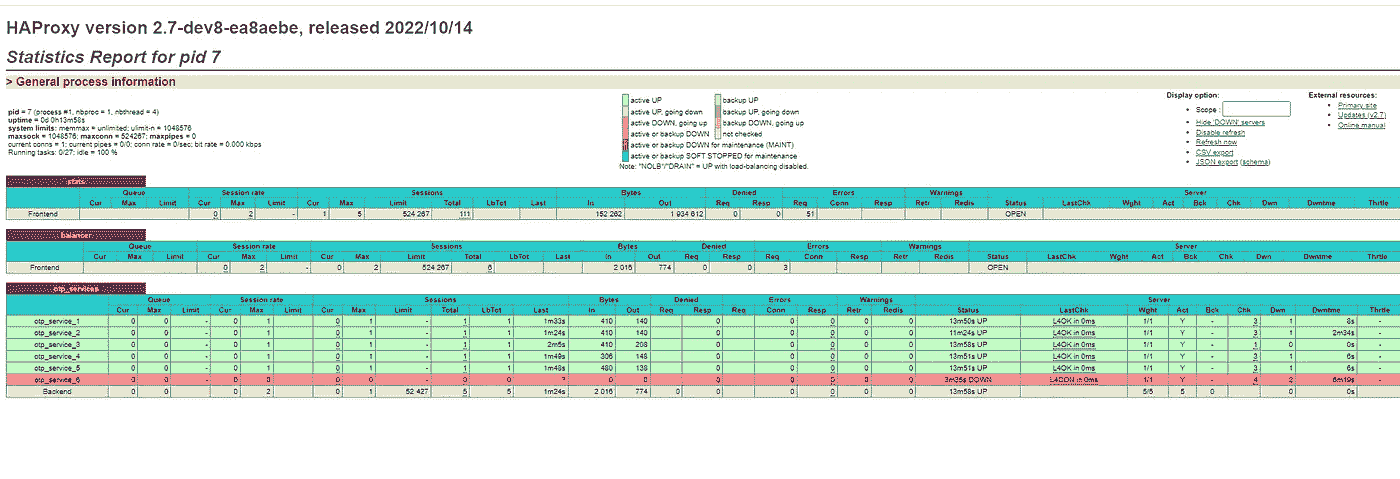 HAProxy version 2.7-dev8-ea8aebe, released 2022/10/14
Statistics Report for pid 7
> General process information
pid = 7 (process #1, nbproc = 1, nbthread = 4)
uptime = 0d 0h13m58s
system limits: memmax = unlimited; ulimit-n = 1048576
maxsock = 1048576; maxconn = 524267; maxpipes = 0
current conns = 1; current pipes = 0/0; conn rate = 0/sec; bit rate = 0.000 kbps
Running tasks: 0/27; idle = 100 %
active UP backup UP
active UP, going down backup UP, going down
active DOWN, going up backup DOWN, going up
active or backup DOWN not checked
active or backup DOWN for maintenance (MAINT)
active or backup SOFT STOPPED for maintenance
Note: "NOLB"/"DRAIN" = UP with load-balancing disabled.
Display option:
Scope :
Hide 'DOWN' servers
Disable refresh
Refresh now
CSV export
JSON export (schema)
External resources:
Primary site
Updates (v2.7)
Online manual
stats
Queue Session rate Sessions Bytes Denied Errors Warnings Server
Cur Max Limit Cur Max Limit Cur Max Limit Total LbTot Last In Out Req Resp Req Conn Resp Retr Redis Status LastChk Wght Act Bck Chk Dwn Dwntme Thrtle
Frontend 0 2 - 1 5 524 267 111 152 262 1 934 612 0 0 51 OPEN
balancer
Queue Session rate Sessions Bytes Denied Errors Warnings Server
Cur Max Limit Cur Max Limit Cur Max Limit Total LbTot Last In Out Req Resp Req Conn Resp Retr Redis Status LastChk Wght Act Bck Chk Dwn Dwntme Thrtle
Frontend 0 2 - 0 2 524 267 6 2 016 774 0 0 3 OPEN
otp_services
Queue Session rate Sessions Bytes Denied Errors Warnings Server
Cur Max Limit Cur Max Limit Cur Max Limit Total LbTot Last In Out Req Resp Req Conn Resp Retr Redis Status LastChk Wght Act Bck Chk Dwn Dwntme Thrtle
otp_service_1 0 0 - 0 1 0 1 - 1 1 1m33s 410 140 0 0 0 0 0 13m50s UP L4OK in 0ms 1/1 Y - 3 1 8s -
otp_service_2 0 0 - 0 1 0 1 - 1 1 1m24s 410 140 0 0 0 0 0 11m24s UP L4OK in 0ms 1/1 Y - 3 1 2m34s -
otp_service_3 0 0 - 0 1 0 1 - 1 1 2m5s 410 208 0 0 0 0 0 13m58s UP L4OK in 0ms 1/1 Y - 1 0 0s -
otp_service_4 0 0 - 0 1 0 1 - 1 1 1m49s 306 148 0 0 0 0 0 13m51s UP L4OK in 0ms 1/1 Y - 3 1 6s -
otp_service_5 0 0 - 0 1 0 1 - 1 1 1m48s 480 138 0 0 0 0 0 13m51s UP L4OK in 0ms 1/1 Y - 3 1 6s -
otp_service_6 0 0 - 0 0 0 0 - 0 0 ? 0 0 0 0 0 0 0 3m35s DOWN L4CON in 0ms 1/1 Y - 4 2 6m19s -
Backend 0 0 0 2 0 1 52 427 5 5 1m24s 2 016 774 0 0 0 0 0 0 13m58s UP 5/5 5 0 0 0s